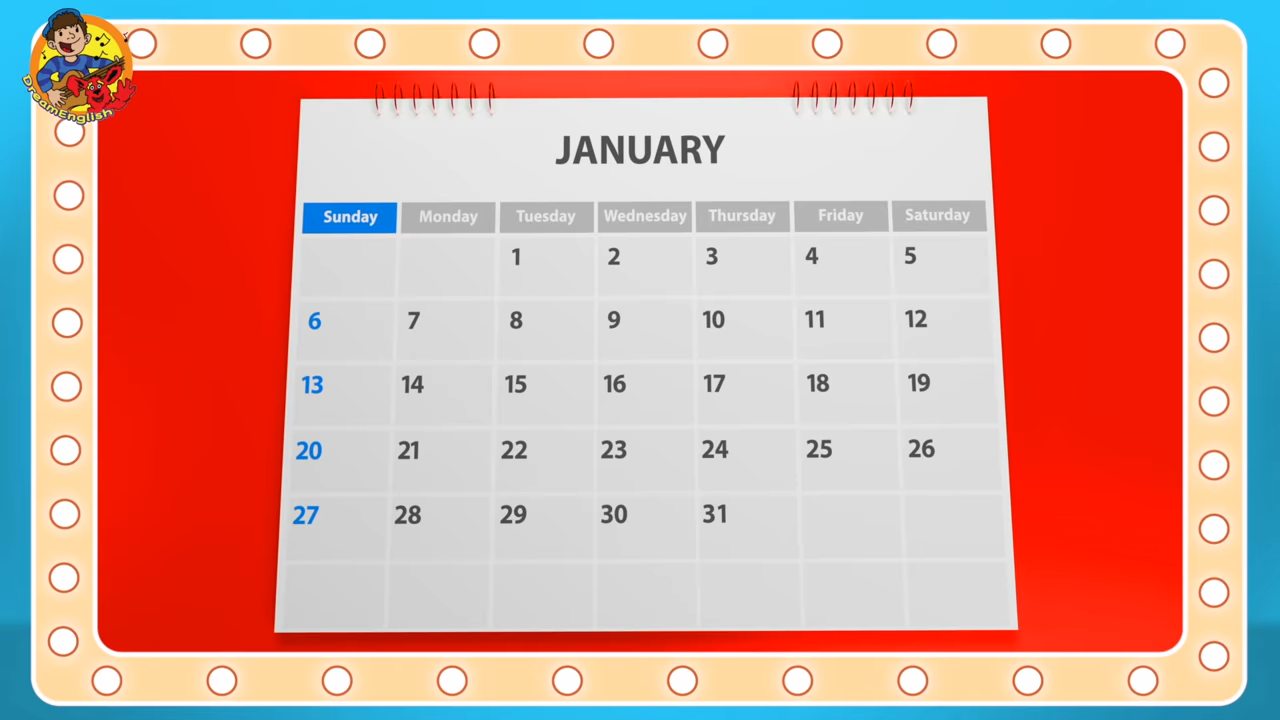 DreamEnglish
JANUARY
Sunday Monday Tuesday Wednesday Thursday Friday Saturday
1 2 3 4 5
6 7 8 9 10 11 12
13 14 15 16 17 18 19
20 21 22 23 24 25 26
27 28 29 30 31